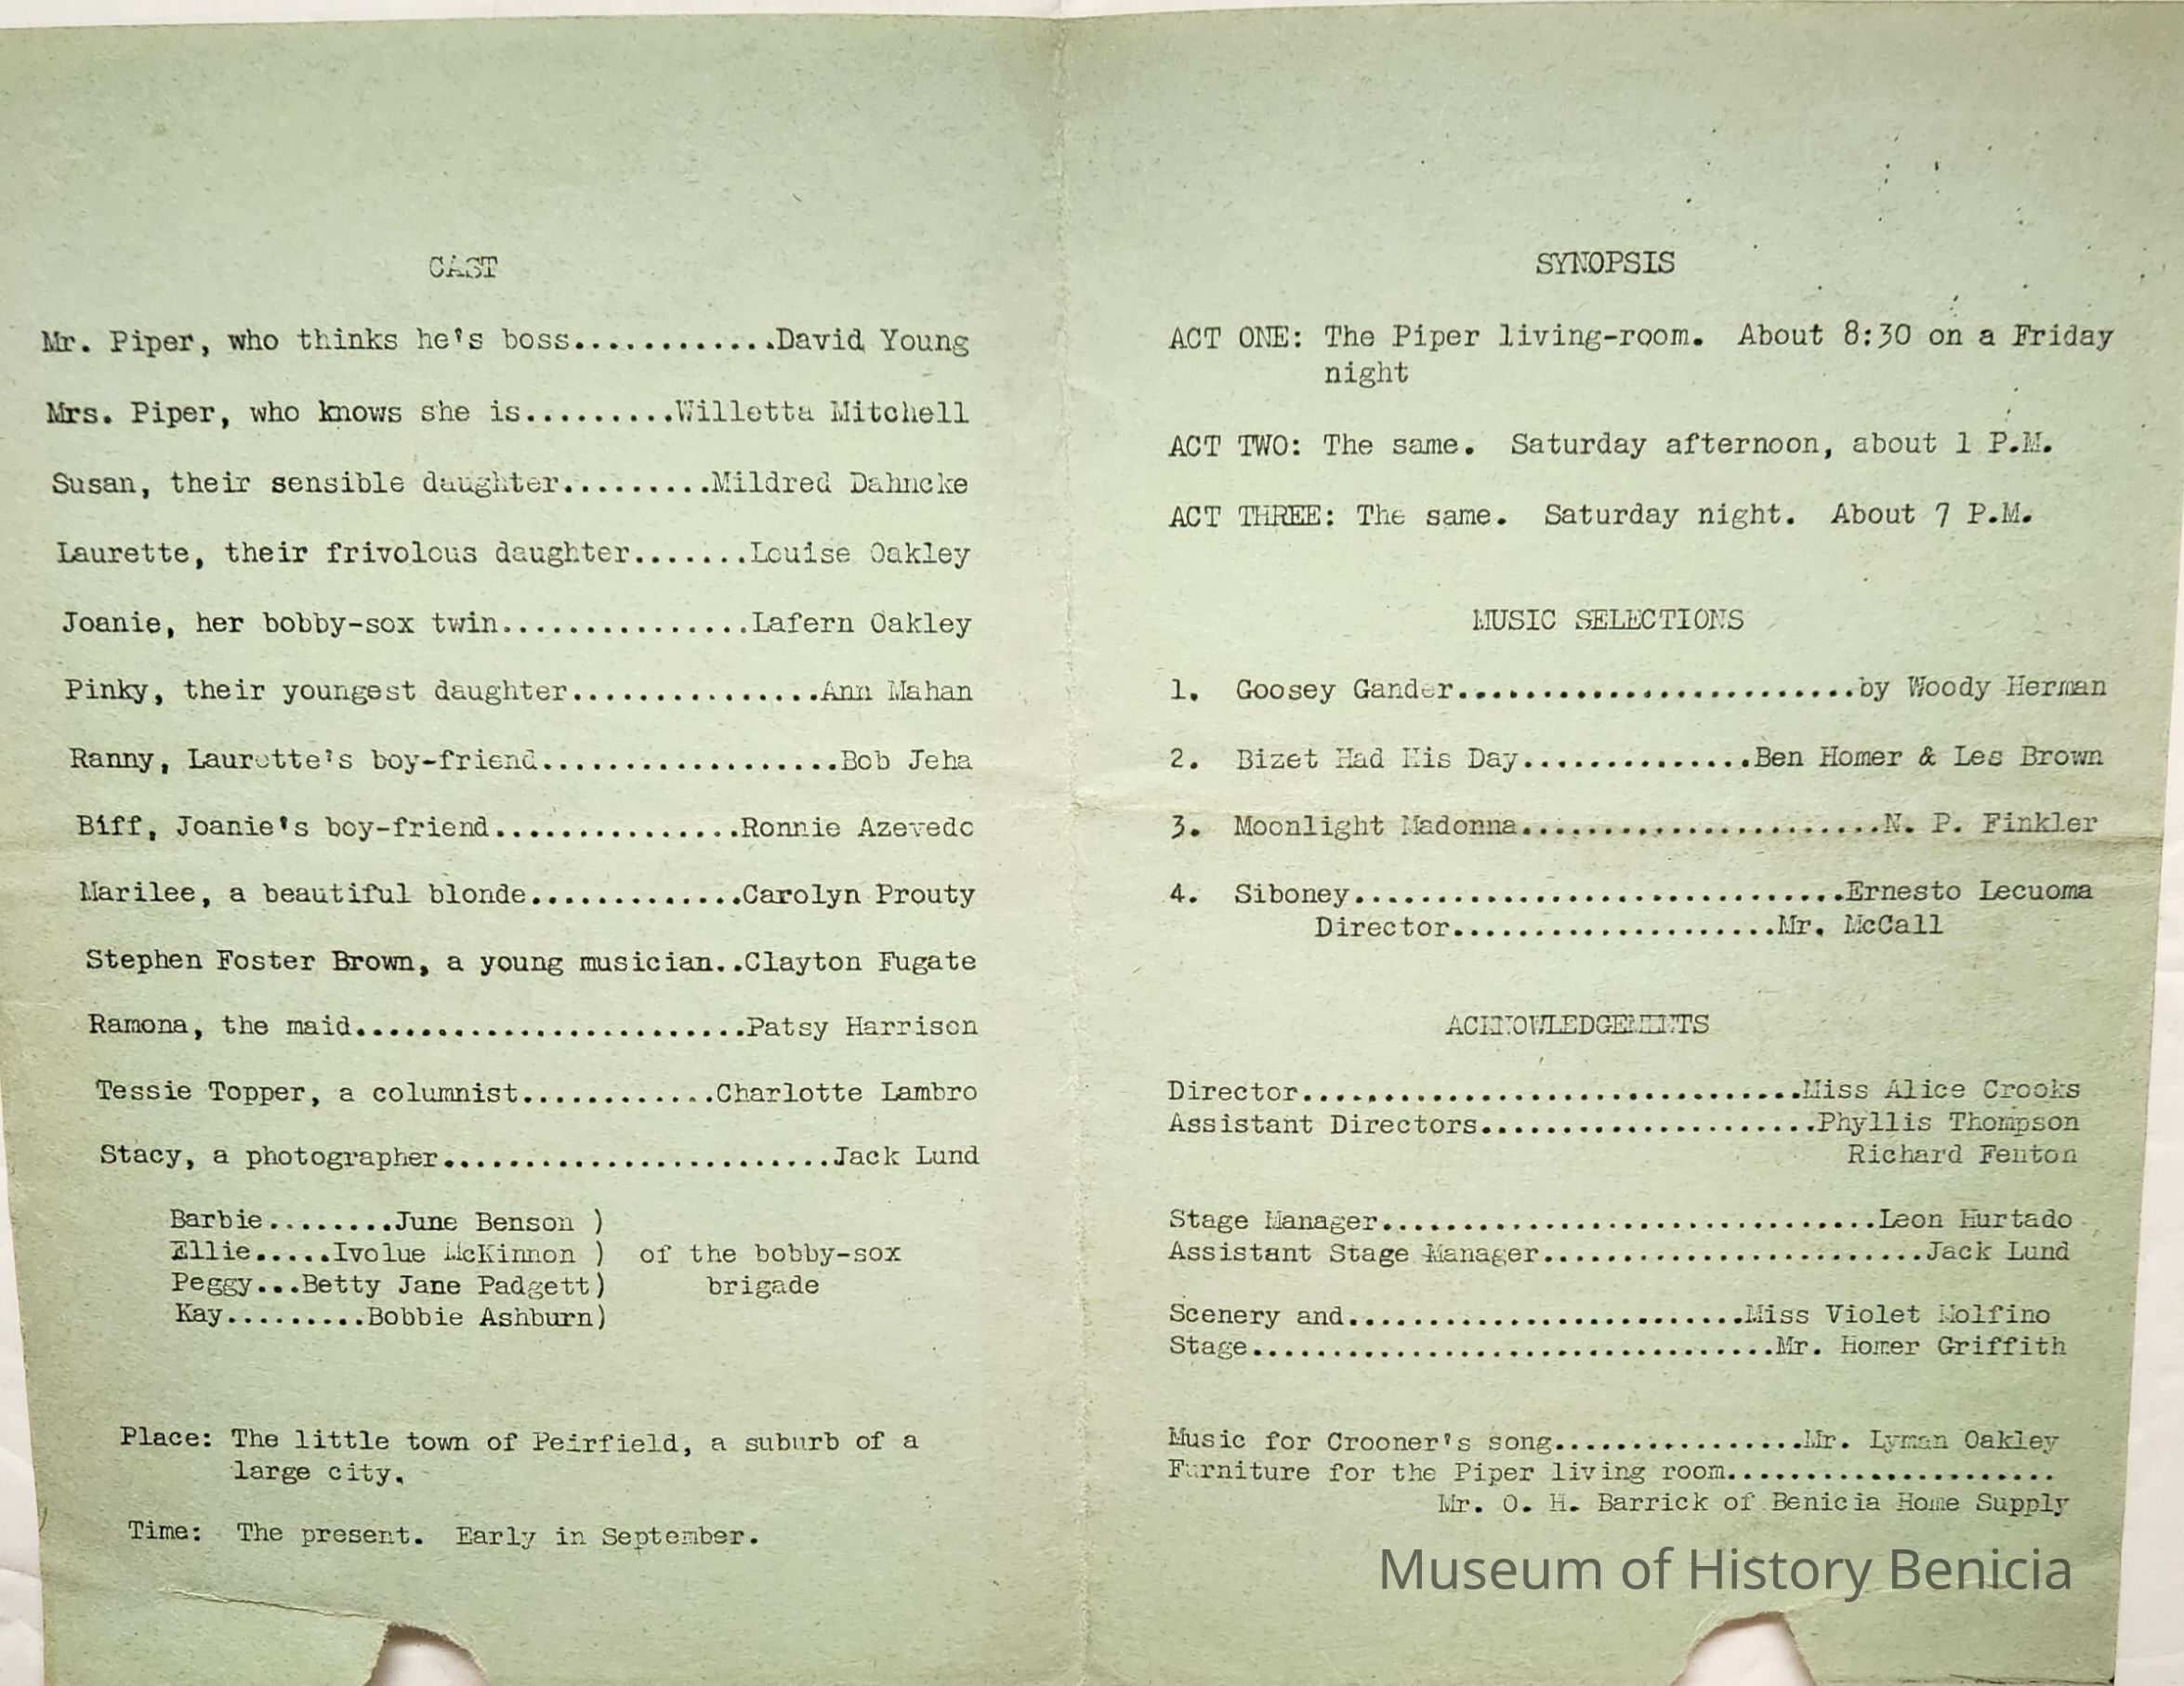 CAST
Mr. Piper, who thinks he's boss............David Young
Mrs. Piper, who knows she is.........Willetta Mitchell
Susan, their sensible daughter.........Mildred Dahncke
Laurette, their frivolous daughter.......Louise Oakley
Joanie, her bobby-sox twin...............Lafern Oakley
Pinky, their youngest daughter...............Ann Mahan
Ranny, Laurette's boy-friend..................Bob Jeha
Biff, Joanie's boy-friend...............Ronnie Azevedo
Marilee, a beautiful blonde.............Carolyn Prouty
Stephen Foster Brown, a young musician..Clayton Fugate
Ramona, the maid........................Patsy Harrison
Tessie Topper, a columnist............Charlotte Lambro
Stacy, a photographer........................Jack Lund
Barbie........June Benson )
Ellie.....Ivolue McKinnon ) of the bobby-sox
Peggy...Betty Jane Padgett) brigade
Kay.........Bobbie Ashburn)
Place: The little town of Peirfield, a suburb of a
large city.
Time: The present. Early in September.
SYNOPSIS
ACT ONE: The Piper living-room. About 8:30 on a Friday
night
ACT TWO: The same. Saturday afternoon, about 1 P.M.
ACT THREE: The same. Saturday night. About 7 P.M.
MUSIC SELECTIONS
1. Goosey Gander........................by Woody Herman
2. Bizet Had His Day..............Ben Homer & Les Brown
3. Moonlight Madonna......................N. P. Finkler
4. Siboney..............................Ernesto Lecuoma
Director....................Mr. McCall
ACKNOWLEDGEMENTS
Director...............................Miss Alice Crooks
Assistant Directors.....................Phyllis Thompson
Richard Fenton
Stage Manager...............................Leon Hurtado
Assistant Stage Manager........................Jack Lund
Scenery and.........................Miss Violet Molfino
Stage.................................Mr. Homer Griffith
Music for Crooner's song................Mr. Lyman Oakley
Furniture for the Piper living room.....................
Mr. O. H. Barrick of Benicia Home Supply
Museum of History Benicia